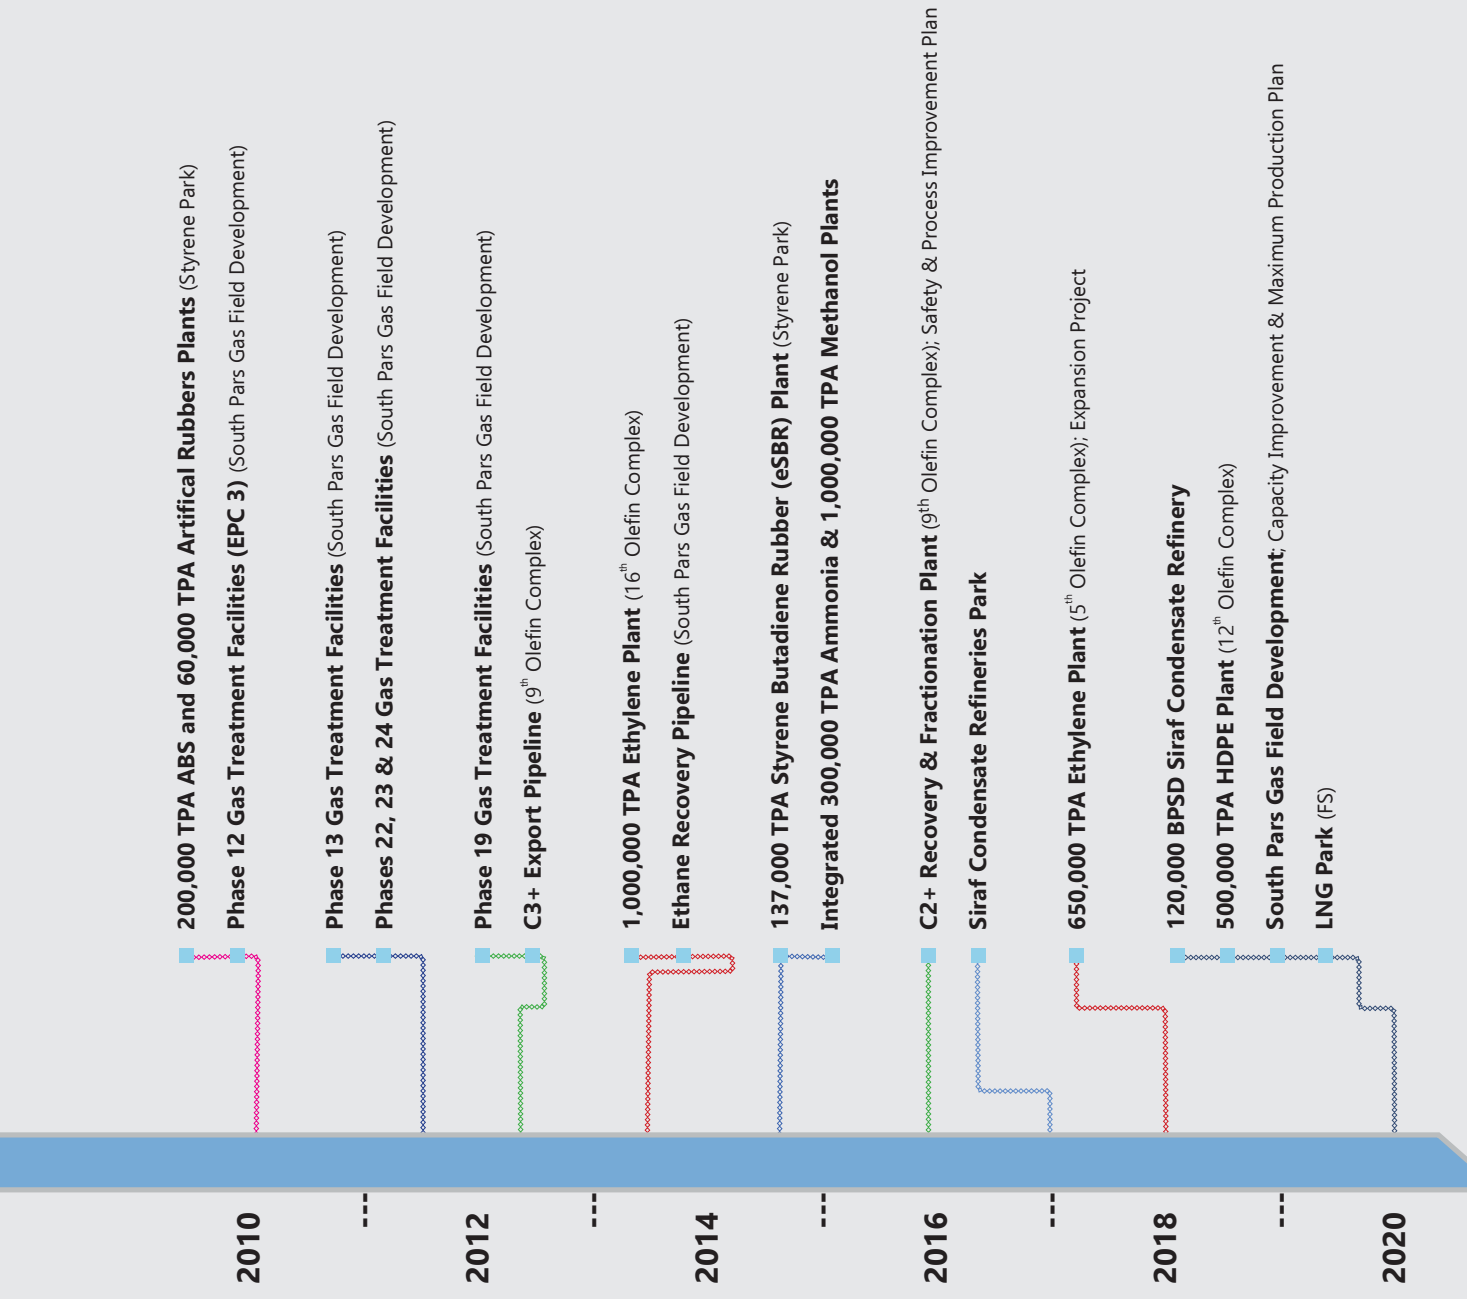 200,000 TPA ABS and 60,000 TPA Artifical Rubbers Plants (Styrene Park)
Phase 12 Gas Treatment Facilities (EPC 3) (South Pars Gas Field Development)
Phase 13 Gas Treatment Facilities (South Pars Gas Field Development)
Phases 22, 23 & 24 Gas Treatment Facilities (South Pars Gas Field Development)
Phase 19 Gas Treatment Facilities (South Pars Gas Field Development)
C3+ Export Pipeline (9th Olefin Complex)
1,000,000 TPA Ethylene Plant (16th Olefin Complex)
Ethane Recovery Pipeline (South Pars Gas Field Development)
137,000 TPA Styrene Butadiene Rubber (eSBR) Plant (Styrene Park)
Integrated 300,000 TPA Ammonia & 1,000,000 TPA Methanol Plants
C2+ Recovery & Fractionation Plant (9th Olefin Complex); Safety & Process Improvement Plan
Siraf Condensate Refineries Park
650,000 TPA Ethylene Plant (5th Olefin Complex); Expansion Project
120,000 BPSD Siraf Condensate Refinery
500,000 TPA HDPE Plant (12th Olefin Complex)
South Pars Gas Field Development; Capacity Improvement & Maximum Production Plan
LNG Park (FS)
2010
---
2012
---
2014
---
2016
---
2018
---
2020